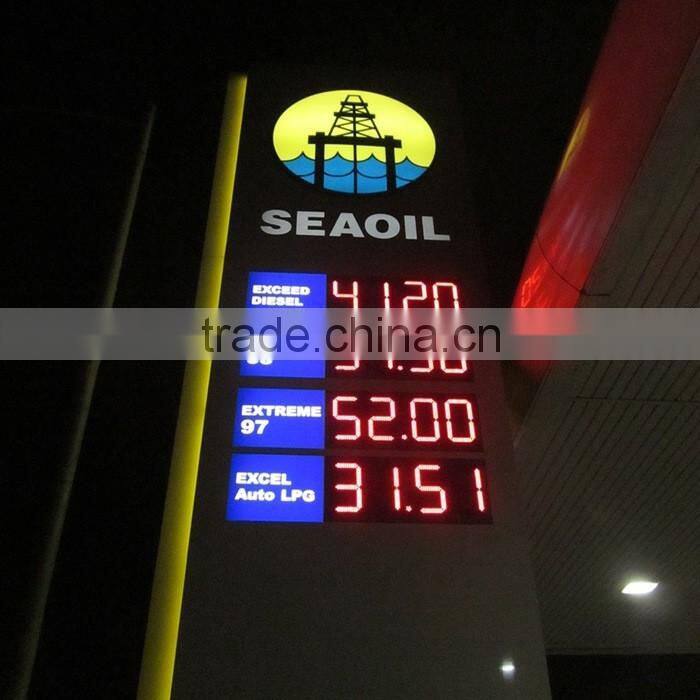 SEAOIL
EXCEED
DIESEL
41.20
trade.china.cn
EXTREME
97
52.00
EXCEL
Auto LPG
31.51